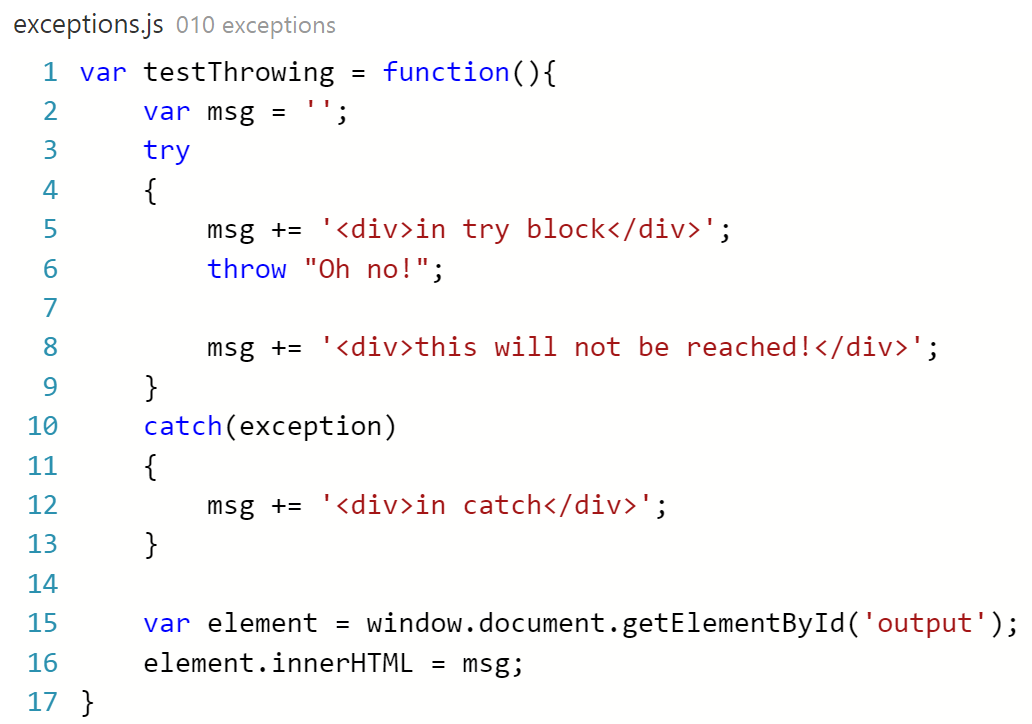 exceptions.js 010 exceptions
1 var testThrowing = function(){
2     var msg = '';
3     try
4     {
5         msg += '<div>in try block</div>';
6         throw "Oh no!";
7
8         msg += '<div>this will not be reached!</div>';
9     }
10     catch(exception)
11     {
12         msg += '<div>in catch</div>';
13     }
14
15     var element = window.document.getElementById('output');
16     element.innerHTML = msg;
17 }